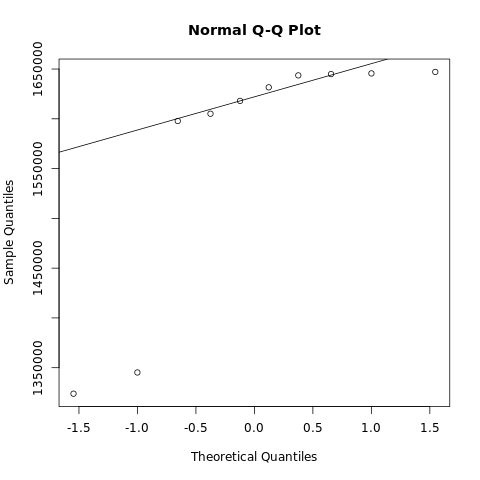 Normal Q-Q Plot
Sample Quantiles
1650000
1550000
1450000
1350000
-1.5 -1.0 -0.5 0.0 0.5 1.0 1.5
Theoretical Quantiles